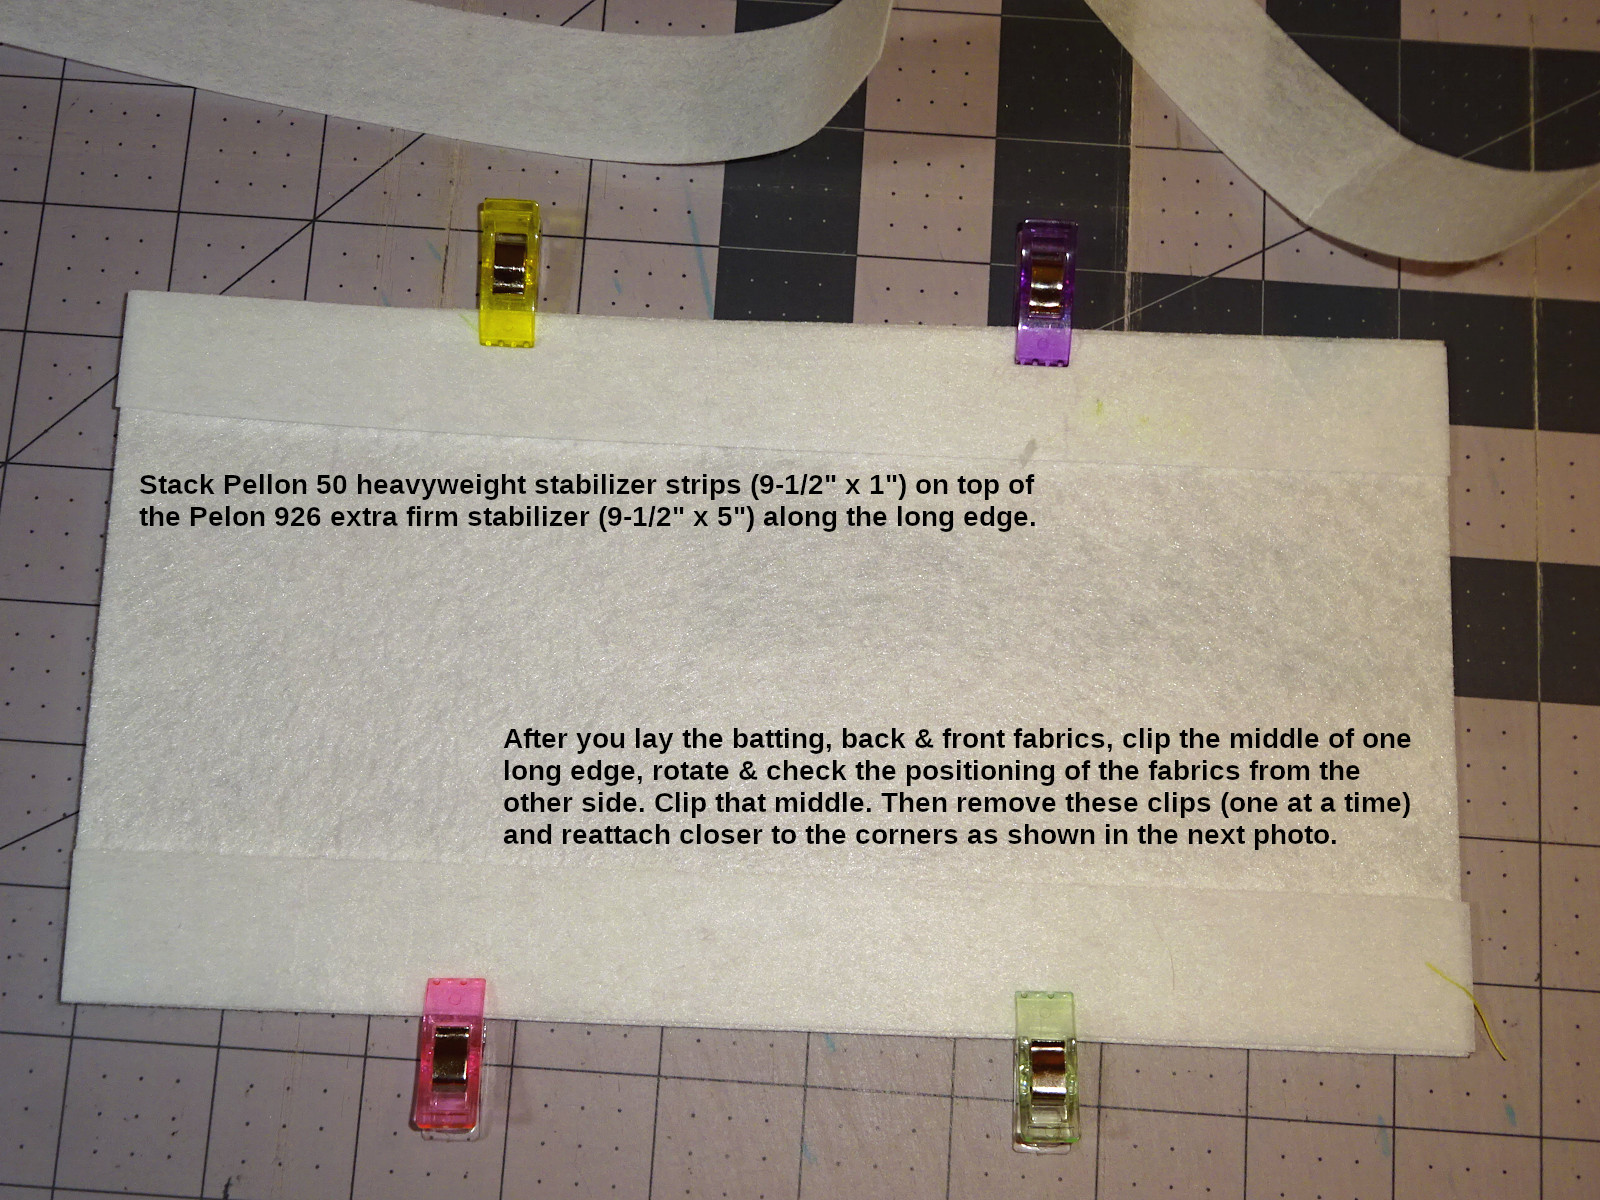 Stack Pellon 50 heavyweight stabilizer strips (9-1/2" x 1") on top of
the Pelon 926 extra firm stabilizer (9-1/2" x 5") along the long edge.
After you lay the batting, back & front fabrics, clip the middle of one
long edge, rotate & check the positioning of the fabrics from the
other side. Clip that middle. Then remove these clips (one at a time)
and reattach closer to the corners as shown in the next photo.